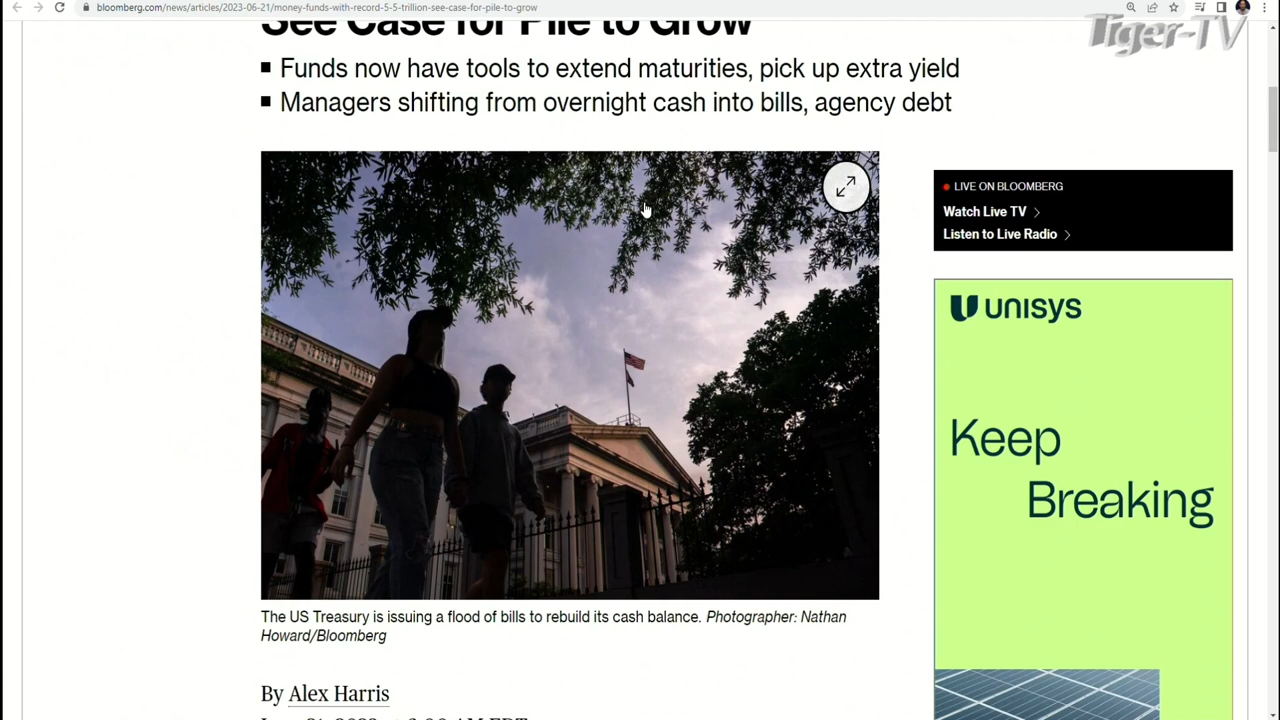 bloomberg.com/news/articles/2023-06-21/money-funds-with-record-5-5-trillion-see-case-for-pile-to-grow
Tiger-TV
See Case for Pile to Grow
Funds now have tools to extend maturities, pick up extra yield
Managers shifting from overnight cash into bills, agency debt
LIVE ON BLOOMBERG
Watch Live TV
Listen to Live Radio
UNISYS
Keep
Breaking
The US Treasury is issuing a flood of bills to rebuild its cash balance. Photographer: Nathan
Howard/Bloomberg
By Alex Harris